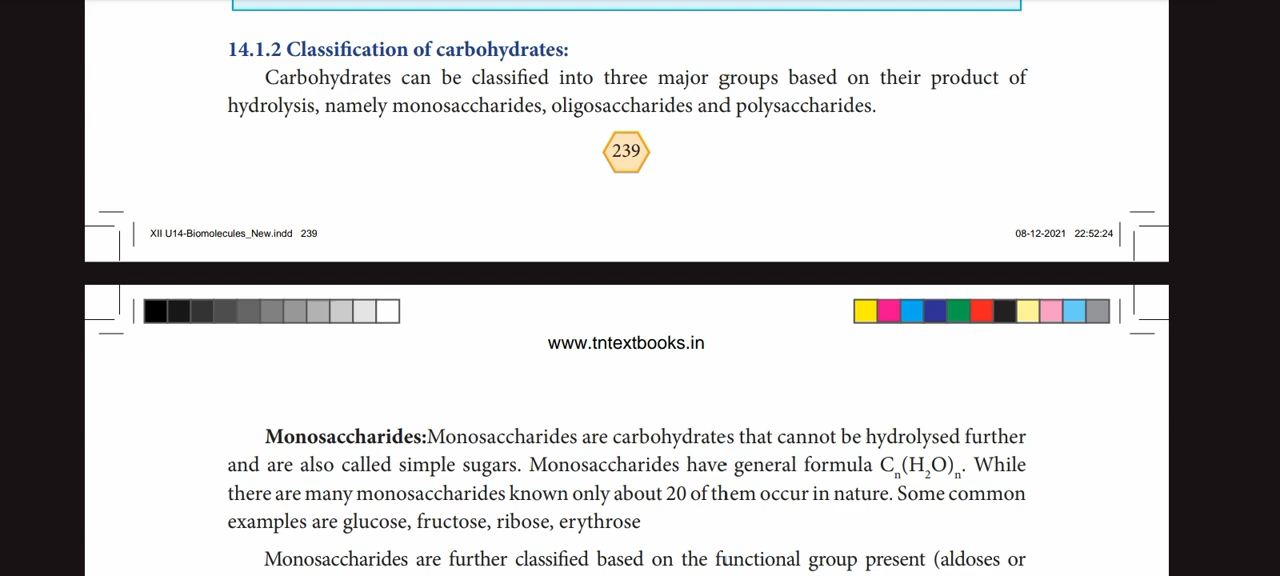 14.1.2 Classification of carbohydrates:
Carbohydrates can be classified into three major groups based on their product of
hydrolysis, namely monosaccharides, oligosaccharides and polysaccharides.
239
XII U14-Biomolecules_New.indd 239 08-12-2021 22:52:24
www.tntextbooks.in
Monosaccharides:Monosaccharides are carbohydrates that cannot be hydrolysed further
and are also called simple sugars. Monosaccharides have general formula Cₙ(H₂O)ₙ. While
there are many monosaccharides known only about 20 of them occur in nature. Some common
examples are glucose, fructose, ribose, erythrose
Monosaccharides are further classified based on the functional group present (aldoses or